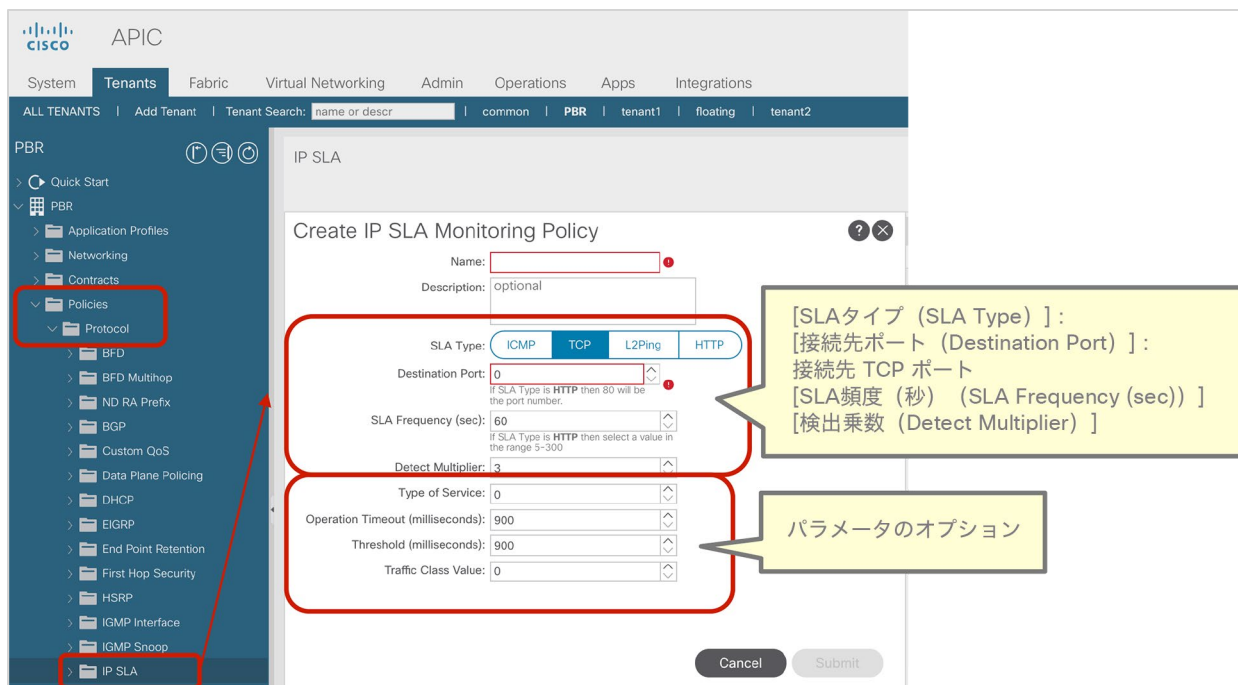 CISCO
APIC
System Tenants Fabric Virtual Networking Admin Operations Apps Integrations
ALL TENANTS | Add Tenant | Tenant Search: name or descr | common | PBR | tenant1 | floating | tenant2
PBR
Quick Start
PBR
Application Profiles
Networking
Contracts
Policies
Protocol
BFD
BFD Multihop
ND RA Prefix
BGP
Custom QoS
Data Plane Policing
DHCP
EIGRP
End Point Retention
First Hop Security
HSRP
IGMP Interface
IGMP Snoop
IP SLA
IP SLA
Create IP SLA Monitoring Policy
Name:
Description: optional
SLA Type: ICMP TCP L2Ping HTTP
Destination Port: 0
If SLA Type is HTTP then 80 will be
the port number.
SLA Frequency (sec): 60
If SLA Type is HTTP then select a value in
the range 5-300
Detect Multiplier: 3
Type of Service: 0
Operation Timeout (milliseconds): 900
Threshold (milliseconds): 900
Traffic Class Value: 0
Cancel Submit
[SLAタイプ（SLA Type）]：
[接続先ポート（Destination Port）]：
接続先 TCP ポート
[SLA頻度（秒）（SLA Frequency (sec)）]
[検出乗数（Detect Multiplier）]
パラメータのオプション